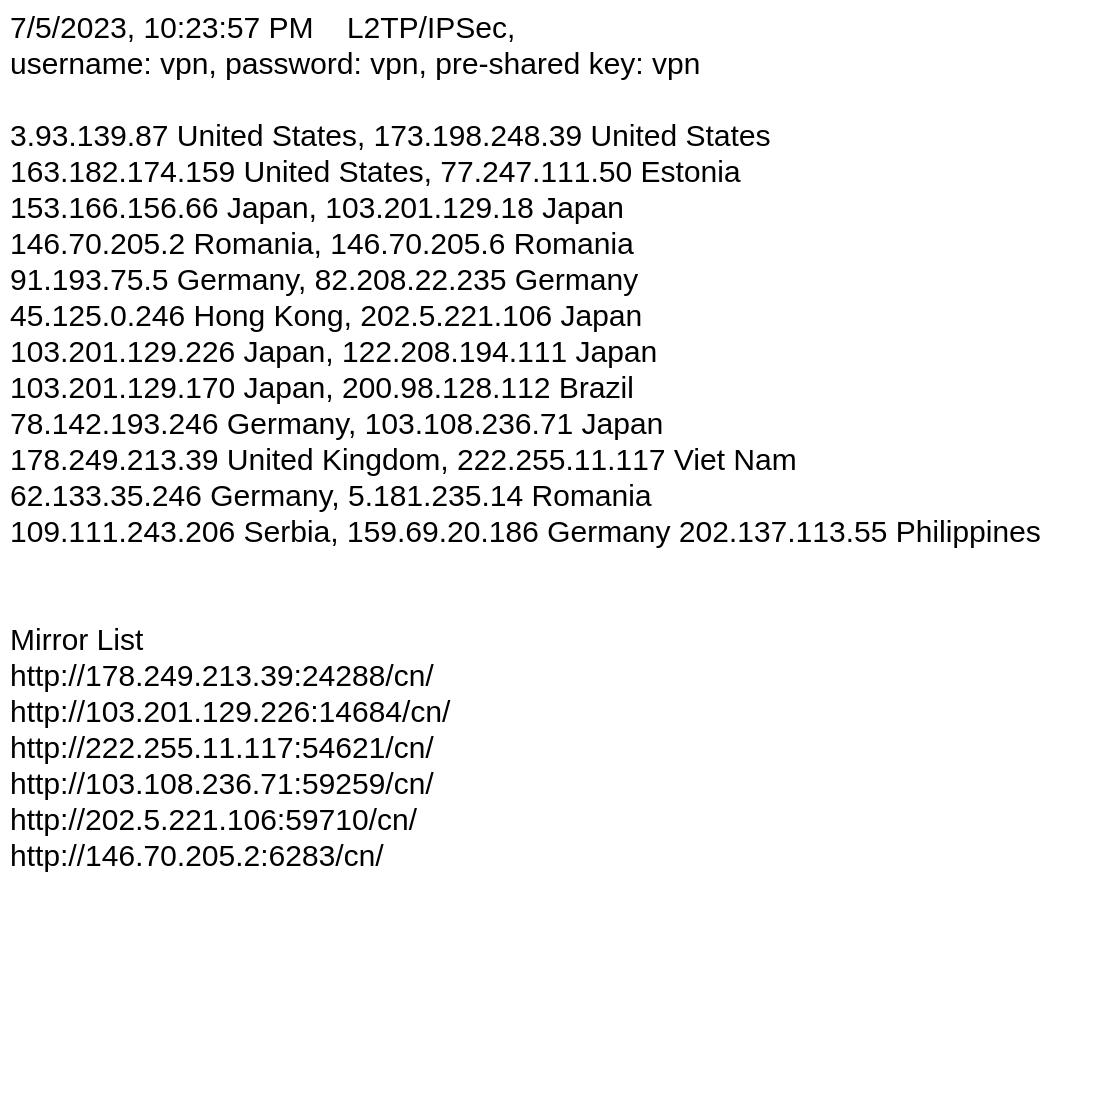 7/5/2023, 10:23:57 PM    L2TP/IPSec,
username: vpn, password: vpn, pre-shared key: vpn
3.93.139.87 United States, 173.198.248.39 United States
163.182.174.159 United States, 77.247.111.50 Estonia
153.166.156.66 Japan, 103.201.129.18 Japan
146.70.205.2 Romania, 146.70.205.6 Romania
91.193.75.5 Germany, 82.208.22.235 Germany
45.125.0.246 Hong Kong, 202.5.221.106 Japan
103.201.129.226 Japan, 122.208.194.111 Japan
103.201.129.170 Japan, 200.98.128.112 Brazil
78.142.193.246 Germany, 103.108.236.71 Japan
178.249.213.39 United Kingdom, 222.255.11.117 Viet Nam
62.133.35.246 Germany, 5.181.235.14 Romania
109.111.243.206 Serbia, 159.69.20.186 Germany 202.137.113.55 Philippines
Mirror List
http://178.249.213.39:24288/cn/
http://103.201.129.226:14684/cn/
http://222.255.11.117:54621/cn/
http://103.108.236.71:59259/cn/
http://202.5.221.106:59710/cn/
http://146.70.205.2:6283/cn/